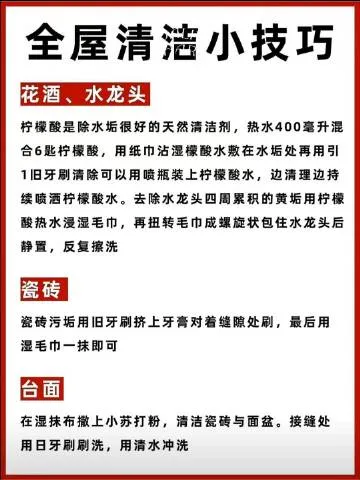 全屋清洁小技巧
花酒、水龙头
柠檬酸是除水垢很好的天然清洁剂，热水400毫升混
合6匙柠檬酸，用纸巾沾湿檬酸水敷在水垢处再用引
1旧牙刷清除可以用喷瓶装上柠檬酸水，边清理边持
续喷洒柠檬酸水。去除水龙头四周累积的黄垢用柠檬
酸热水浸湿毛巾，再扭转毛巾成螺旋状包住水龙头后
静置，反复擦洗
瓷砖
瓷砖污垢用旧牙刷挤上牙膏对着缝隙处刷，最后用
湿毛巾一抹即可
台面
在湿抹布撒上小苏打粉，清洁瓷砖与面盆。接缝处
用日牙刷刷洗，用清水冲洗